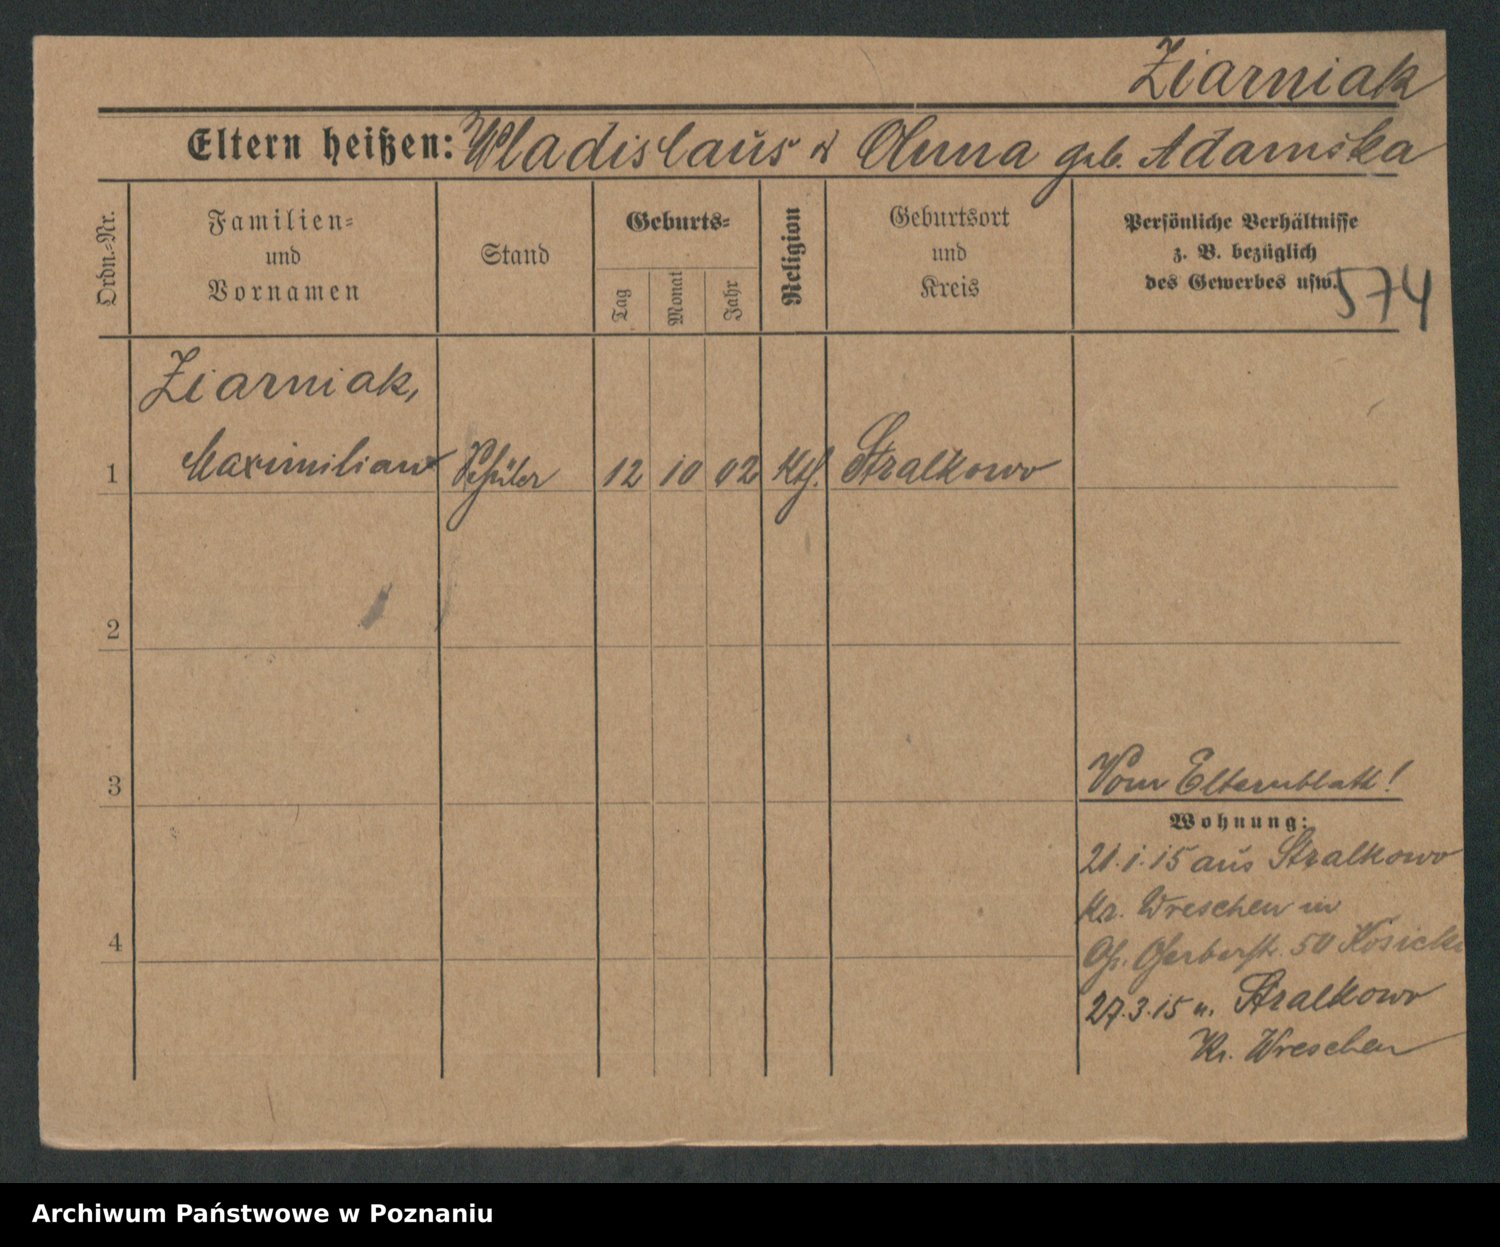 Ziarniak
Eltern heißen: Wladislaus & Anna geb. Adamska
Ordn.-Nr.
Familien-
und
Vornamen
Stand
Geburts-
Tag
Monat
Jahr
Religion
Geburtsort
und
Kreis
Persönliche Verhältnisse
z. B. bezüglich
des Gewerbes usw.
574
Ziarniak,
1 Maximilian Schüler 12 10 02 kth. Stralkowo
2
3
Vom Elternblatt!
Wohnung:
21.1.15 aus Stralkowo
Kr. Wreschen in
Gerberstr. 50 Kosicki
4
27.3.15 n. Stralkowo
Kr. Wreschen
Archiwum Państwowe w Poznaniu